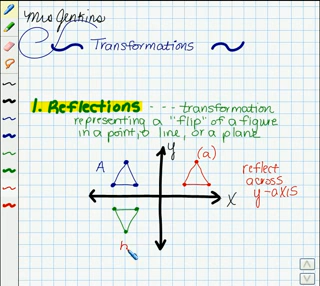 Mrs Jenkins
Transformations
1. Reflections --- transformation
representing a "flip" of a figure
in a point, a line, or a plane
y
A
(a)
reflect
across
y-axis
x